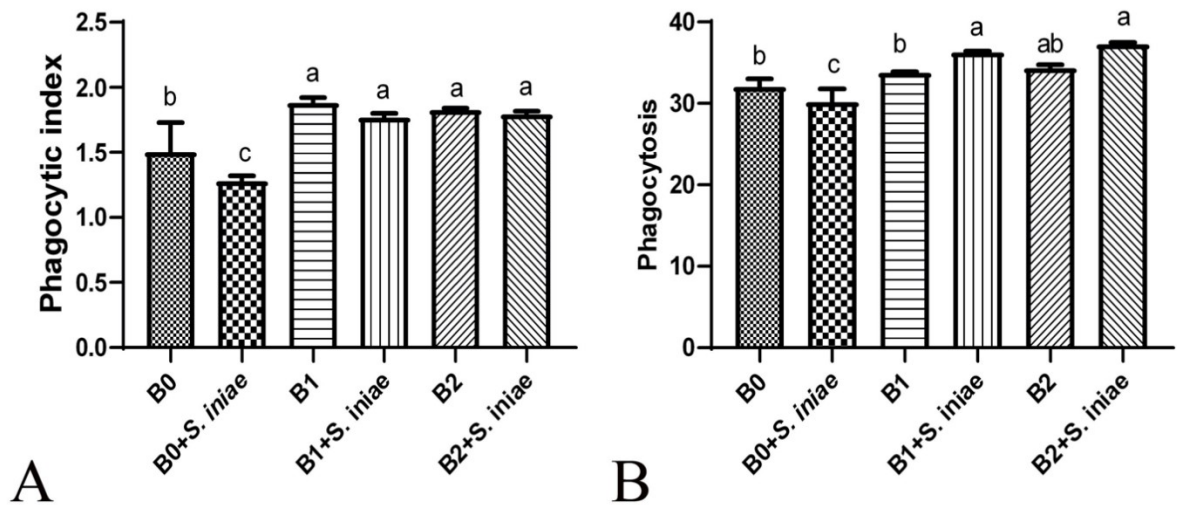 Phagocytic index
2.5
2.0
1.5
1.0
0.5
0.0
b
c
a
a
a
a
B0
B0+S. iniae
B1
B1+S. iniae
B2
B2+S. iniae
A
Phagocytosis
40
30
20
10
0
b
c
b
a
ab
a
B0
B0+S. iniae
B1
B1+S. iniae
B2
B2+S. iniae
B